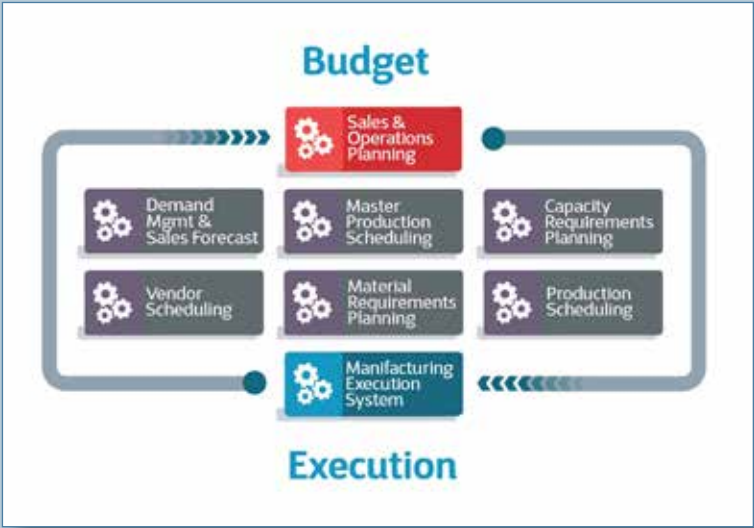 Budget
Sales &
Operations
Planning
Demand
Mgmt &
Sales Forecast
Master
Production
Scheduling
Capacity
Requirements
Planning
Vendor
Scheduling
Material
Requirements
Planning
Production
Scheduling
Manifacturing
Execution
System
Execution